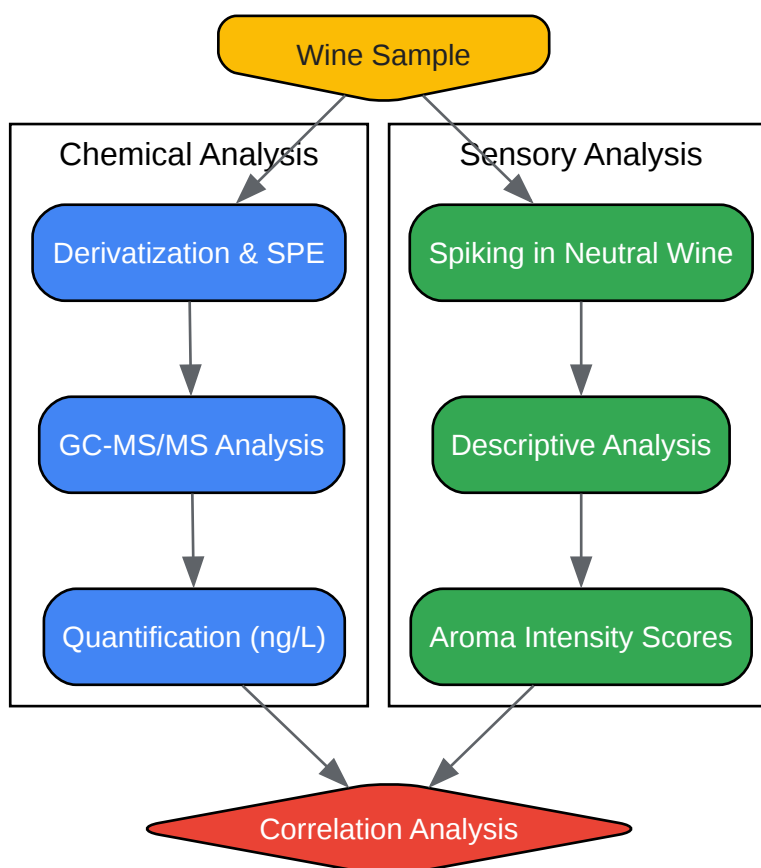 Wine Sample
Chemical Analysis
Sensory Analysis
Derivatization & SPE
Spiking in Neutral Wine
GC-MS/MS Analysis
Descriptive Analysis
Quantification (ng/L)
Aroma Intensity Scores
Correlation Analysis